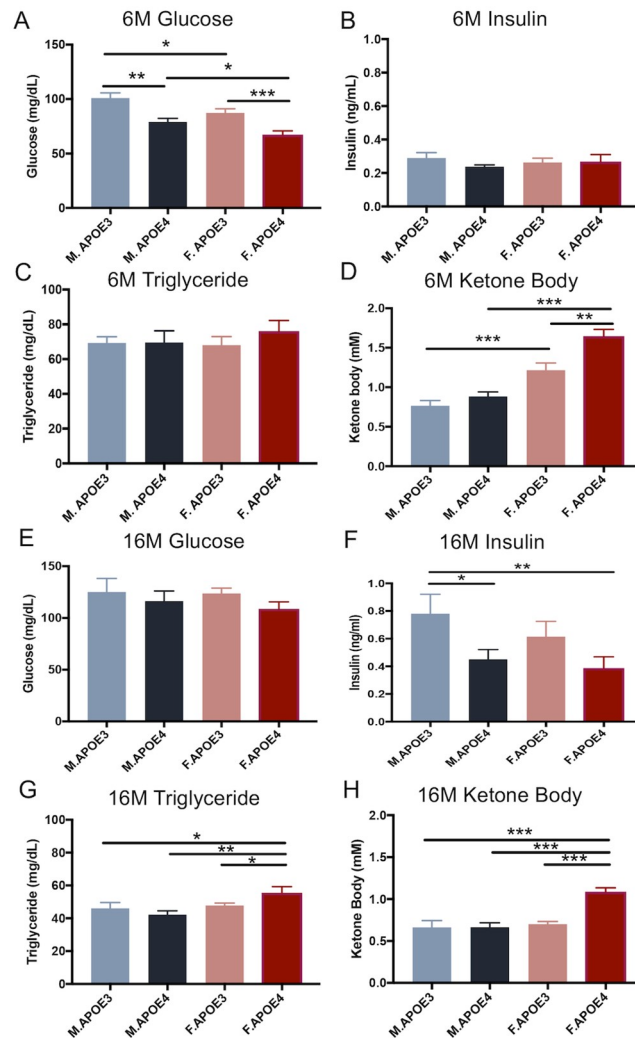 A
6M Glucose
Glucose (mg/dL)
150
100
50
0
*
**
*
***
M. APOE3
M. APOE4
F. APOE3
F. APOE4
B
6M Insulin
Insulin (ng/mL)
1.0
0.8
0.6
0.4
0.2
0.0
M. APOE3
M. APOE4
F. APOE3
F. APOE4
C
6M Triglyceride
Triglyceride (mg/dL)
100
80
60
40
20
0
M. APOE3
M. APOE4
F. APOE3
F. APOE4
D
6M Ketone Body
Ketone body (mM)
2.0
1.5
1.0
0.5
0.0
***
**
***
M. APOE3
M. APOE4
F. APOE3
F. APOE4
E
16M Glucose
Glucose (mg/dL)
150
100
50
0
M.APOE3
M.APOE4
F.APOE3
F.APOE4
F
16M Insulin
Insulin (ng/ml)
1.0
0.8
0.6
0.4
0.2
0.0
**
*
M.APOE3
M.APOE4
F.APOE3
F.APOE4
G
16M Triglyceride
Triglyceride (mg/dL)
100
80
60
40
20
0
*
**
*
M.APOE3
M.APOE4
F.APOE3
F.APOE4
H
16M Ketone Body
Ketone Body (mM)
2.0
1.5
1.0
0.5
0.0
***
***
***
M.APOE3
M.APOE4
F.APOE3
F.APOE4